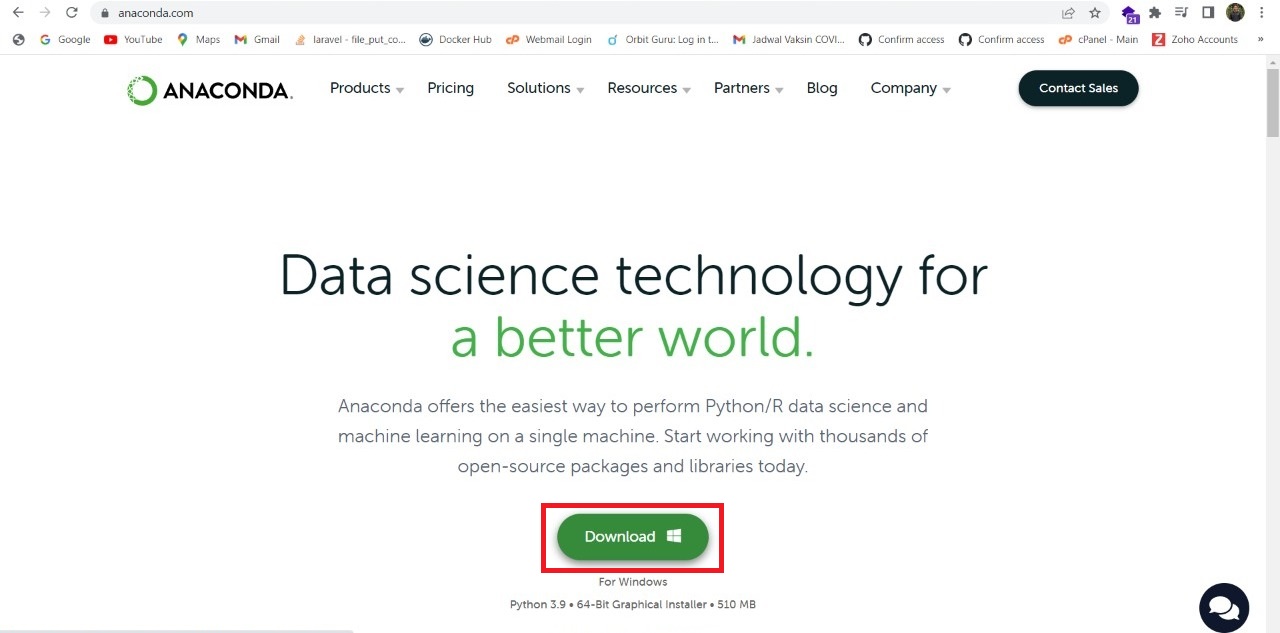 anaconda.com
21
Google YouTube Maps Gmail laravel - file_put_co... Docker Hub cP Webmail Login Orbit Guru: Log in t... Jadwal Vaksin COVI... Confirm access Confirm access cP cPanel - Main Z Zoho Accounts »
ANACONDA. Products Pricing Solutions Resources Partners Blog Company Contact Sales
Data science technology for
a better world.
Anaconda offers the easiest way to perform Python/R data science and
machine learning on a single machine. Start working with thousands of
open-source packages and libraries today.
Download
For Windows
Python 3.9 • 64-Bit Graphical Installer • 510 MB